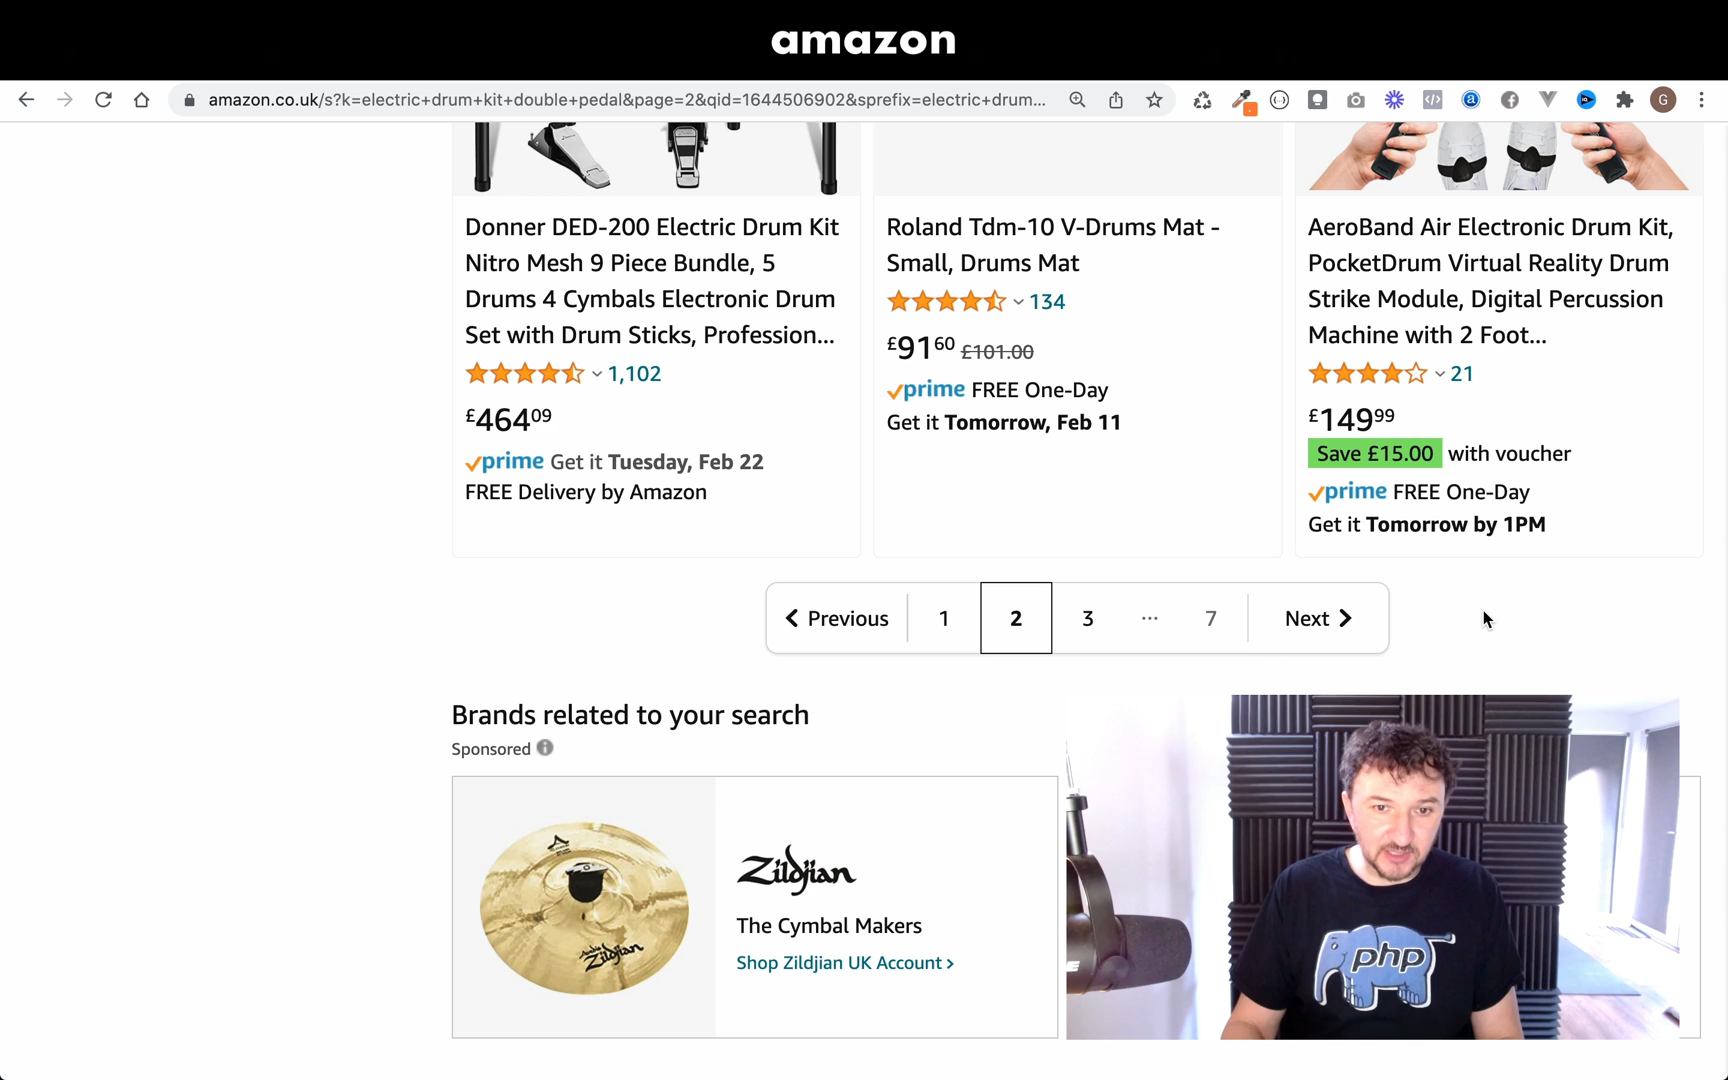 amazon
amazon.co.uk/s?k=electric+drum+kit+double+pedal&page=2&qid=1644506902&sprefix=electric+drum...
G
Donner DED-200 Electric Drum Kit
Nitro Mesh 9 Piece Bundle, 5
Drums 4 Cymbals Electronic Drum
Set with Drum Sticks, Profession...
1,102
£46409
prime Get it Tuesday, Feb 22
FREE Delivery by Amazon
Roland Tdm-10 V-Drums Mat -
Small, Drums Mat
134
£9160 £101.00
prime FREE One-Day
Get it Tomorrow, Feb 11
AeroBand Air Electronic Drum Kit,
PocketDrum Virtual Reality Drum
Strike Module, Digital Percussion
Machine with 2 Foot...
21
£14999
Save £15.00 with voucher
prime FREE One-Day
Get it Tomorrow by 1PM
Previous 1 2 3 ... 7 Next
Brands related to your search
Sponsored
Zildjian
Zildjian
The Cymbal Makers
Shop Zildjian UK Account
php